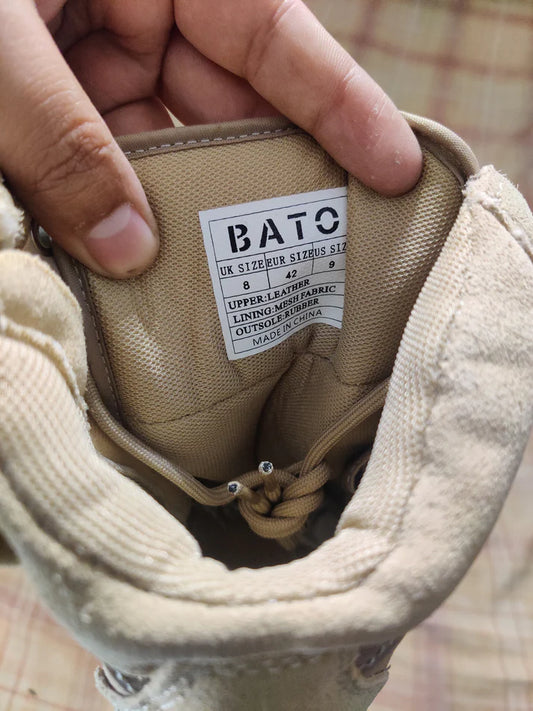 BATO
UK SIZE EUR SIZE US SIZ
8 42 9
UPPER:LEATHER
LINING:MESH FABRIC
OUTSOLE:RUBBER
MADE IN CHINA